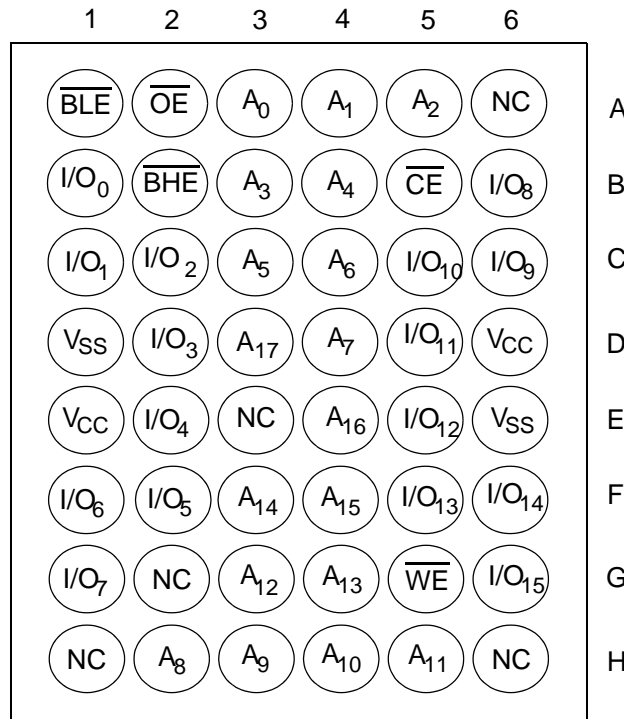 1 2 3 4 5 6
BLE OE A0 A1 A2 NC A
I/O0 BHE A3 A4 CE I/O8 B
I/O1 I/O2 A5 A6 I/O10 I/O9 C
VSS I/O3 A17 A7 I/O11 VCC D
VCC I/O4 NC A16 I/O12 VSS E
I/O6 I/O5 A14 A15 I/O13 I/O14 F
I/O7 NC A12 A13 WE I/O15 G
NC A8 A9 A10 A11 NC H